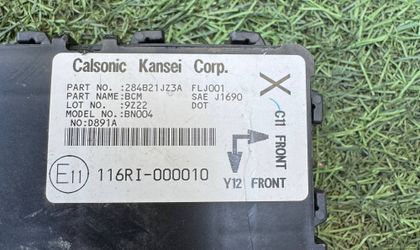 Calsonic Kansei Corp.
PART NO. :284B21JZ3A FLJ001
PART NAME:BCM SAE J1690
LOT NO. :9Z22 DOT
MODEL NO.:BN004
NO:D891A
C11 FRONT
E11 116RI-000010
Y12 FRONT